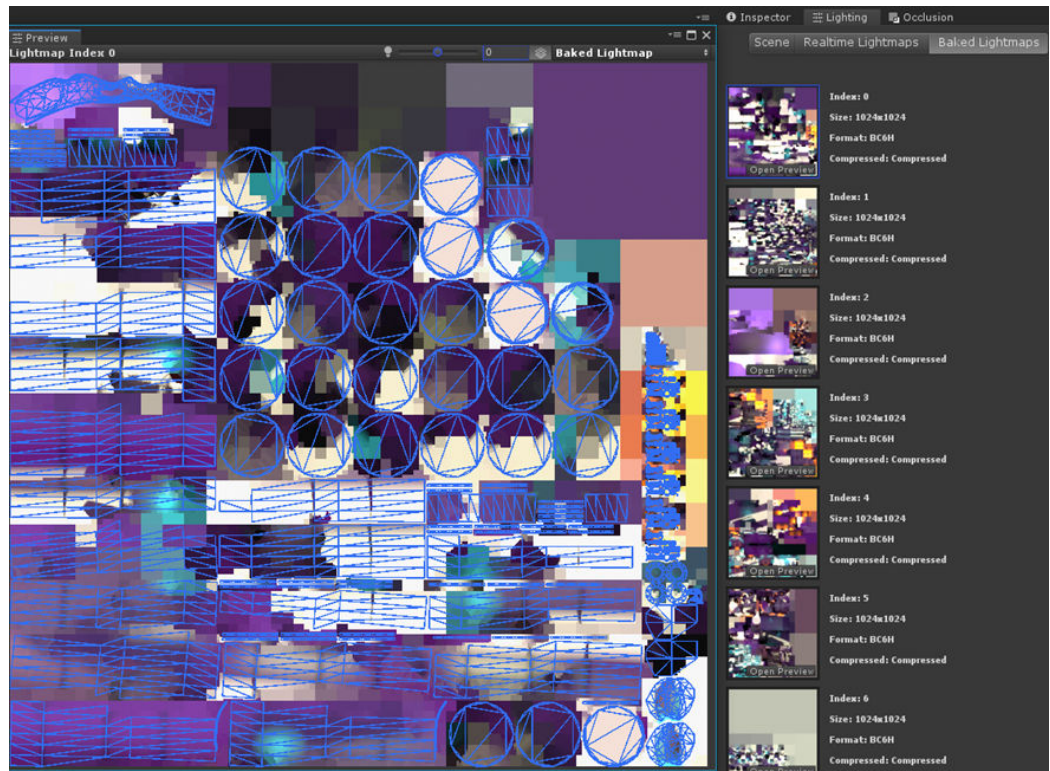 Preview
Lightmap Index 0
0
Baked Lightmap
Inspector
Lighting
Occlusion
Scene
Realtime Lightmaps
Baked Lightmaps
Index: 0
Size: 1024x1024
Format: BC6H
Compressed: Compressed
Open Preview
Index: 1
Size: 1024x1024
Format: BC6H
Compressed: Compressed
Open Preview
Index: 2
Size: 1024x1024
Format: BC6H
Compressed: Compressed
Open Preview
Index: 3
Size: 1024x1024
Format: BC6H
Compressed: Compressed
Open Preview
Index: 4
Size: 1024x1024
Format: BC6H
Compressed: Compressed
Open Preview
Index: 5
Size: 1024x1024
Format: BC6H
Compressed: Compressed
Open Preview
Index: 6
Size: 1024x1024
Format: BC6H
Compressed: Compressed
Open Preview